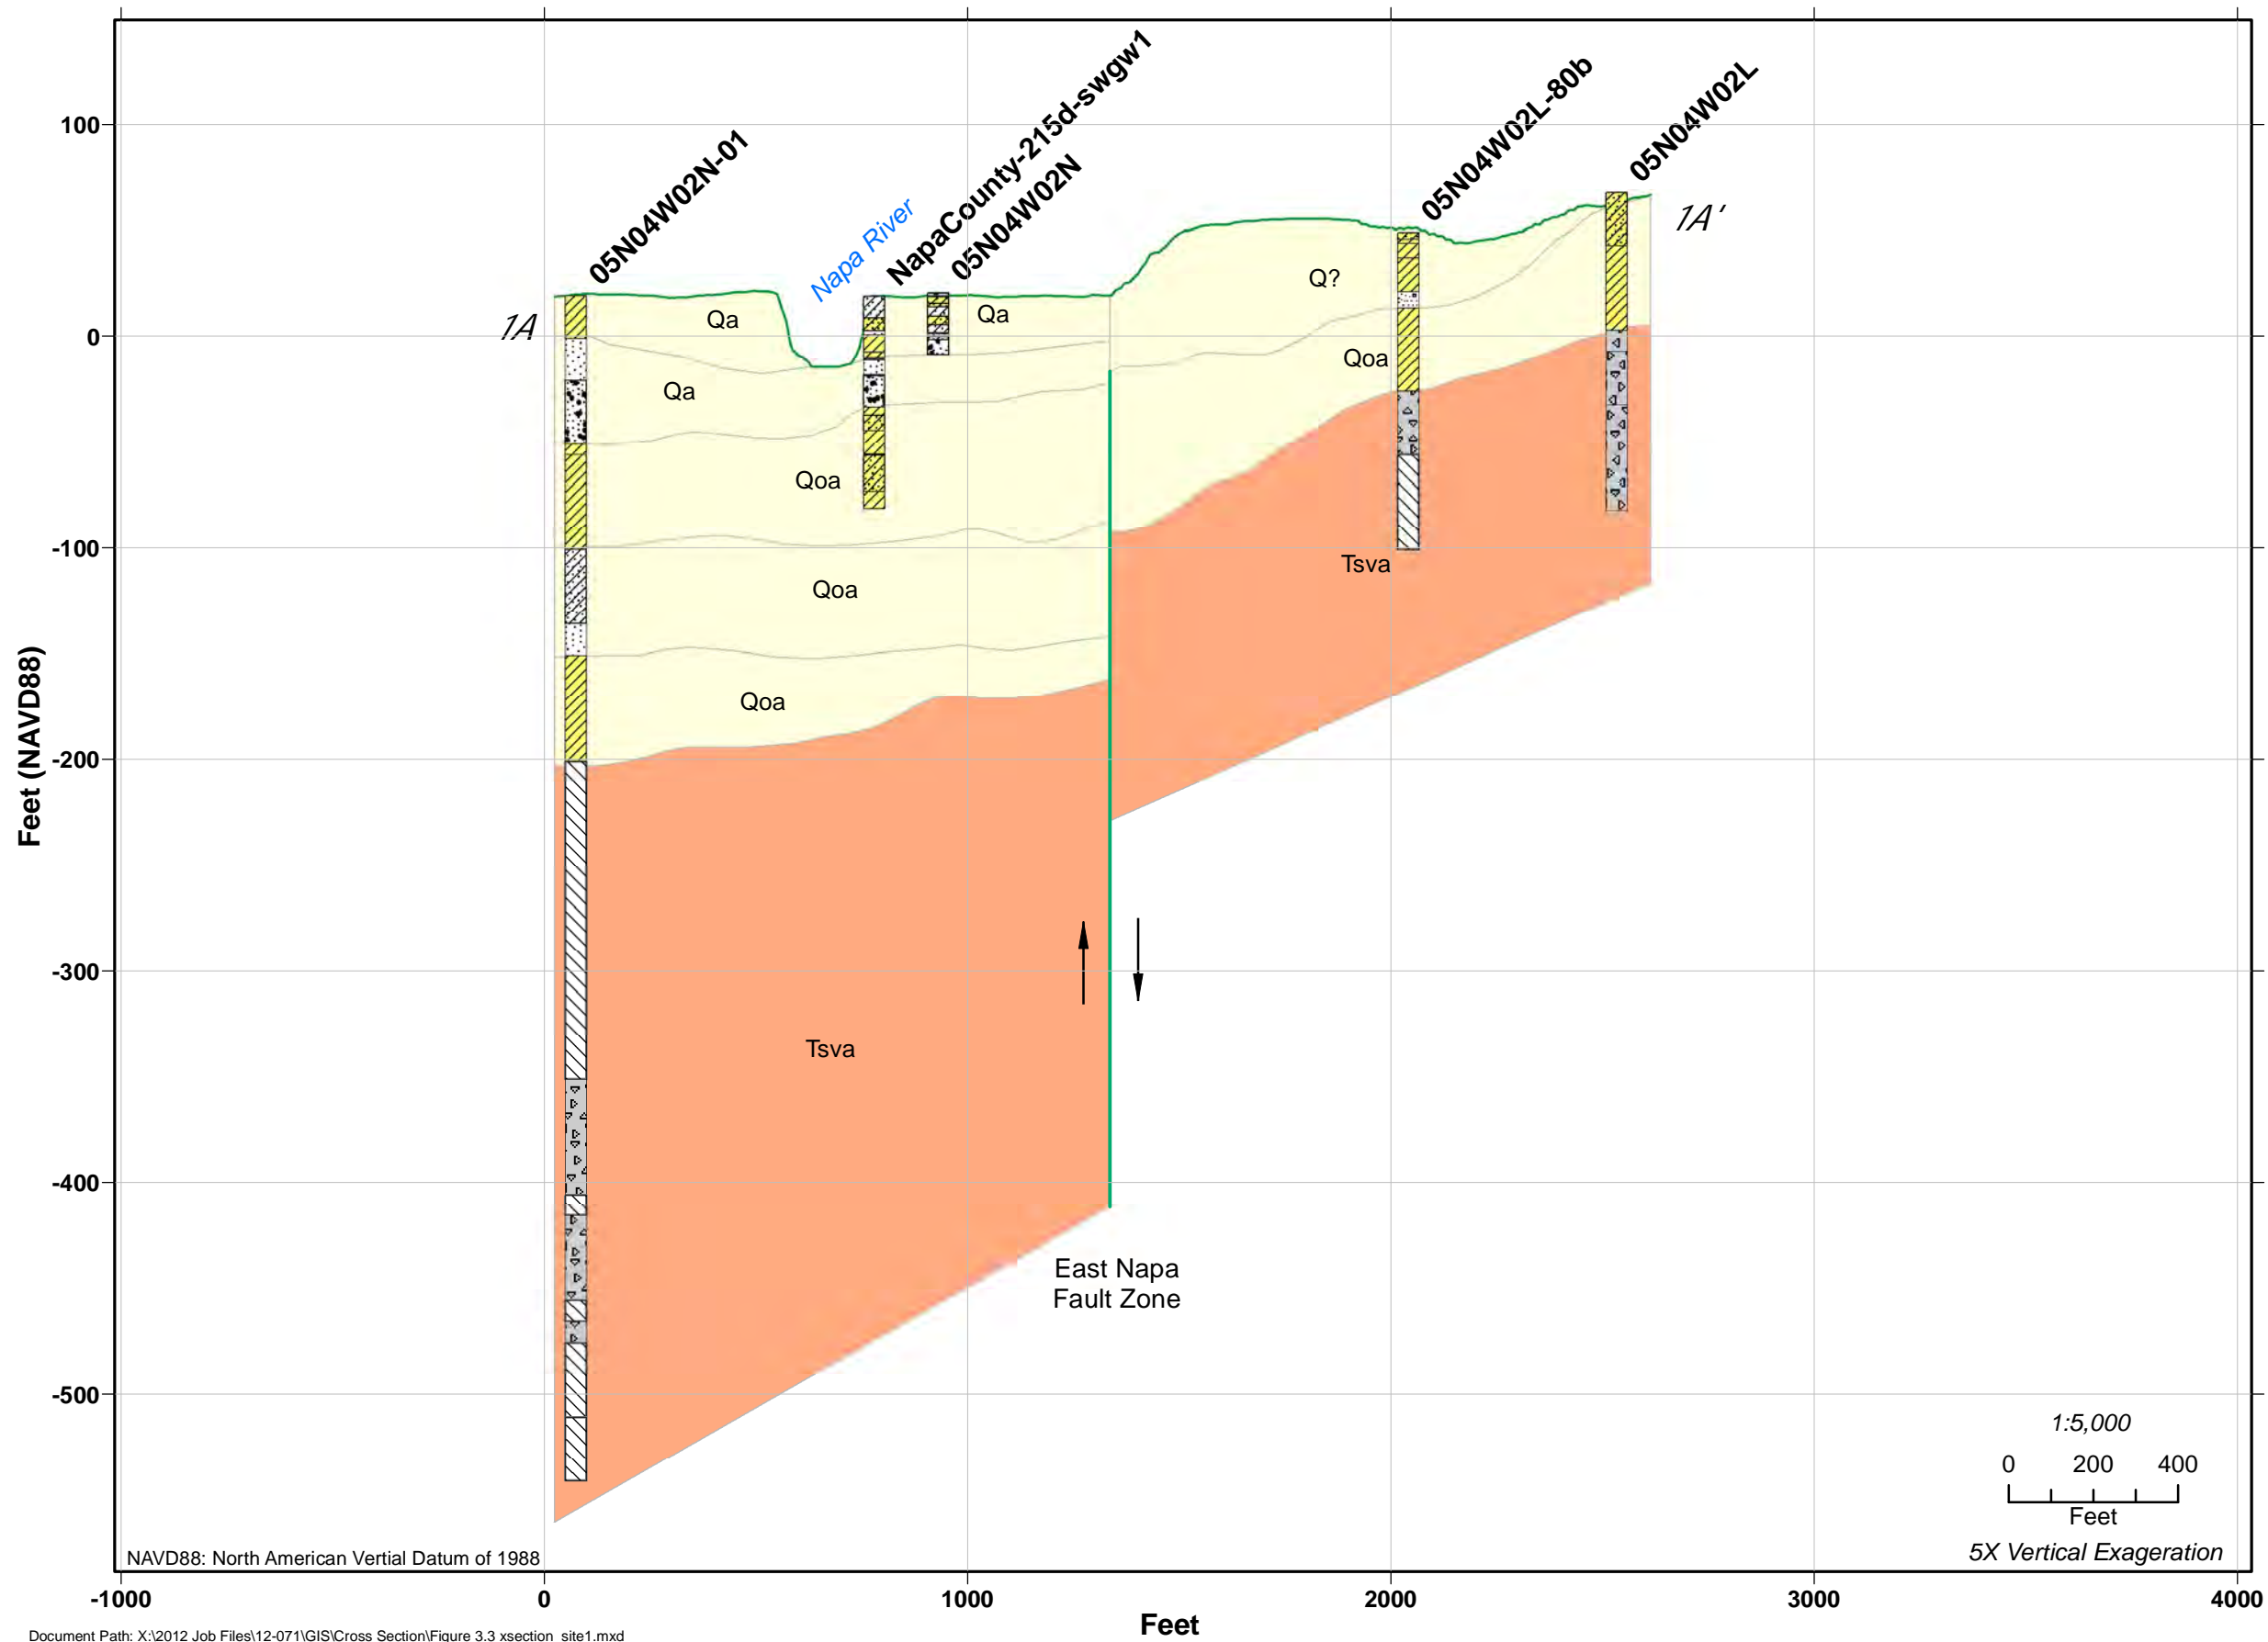 05N04W02N-01
Napa River
NapaCounty-215d-swgw1
05N04W02N
05N04W02L-80b
05N04W02L
1A
1A'
100
0
-100
-200
-300
-400
-500
Feet (NAVD88)
Qa
Qa
Qa
Q?
Qoa
Qoa
Qoa
Qoa
Tsva
Tsva
East Napa
Fault Zone
1:5,000
0 200 400
Feet
5X Vertical Exageration
NAVD88: North American Vertial Datum of 1988
-1000 0 1000 2000 3000 4000
Feet
Document Path: X:\2012 Job Files\12-071\GIS\Cross Section\Figure 3.3 xsection_site1.mxd